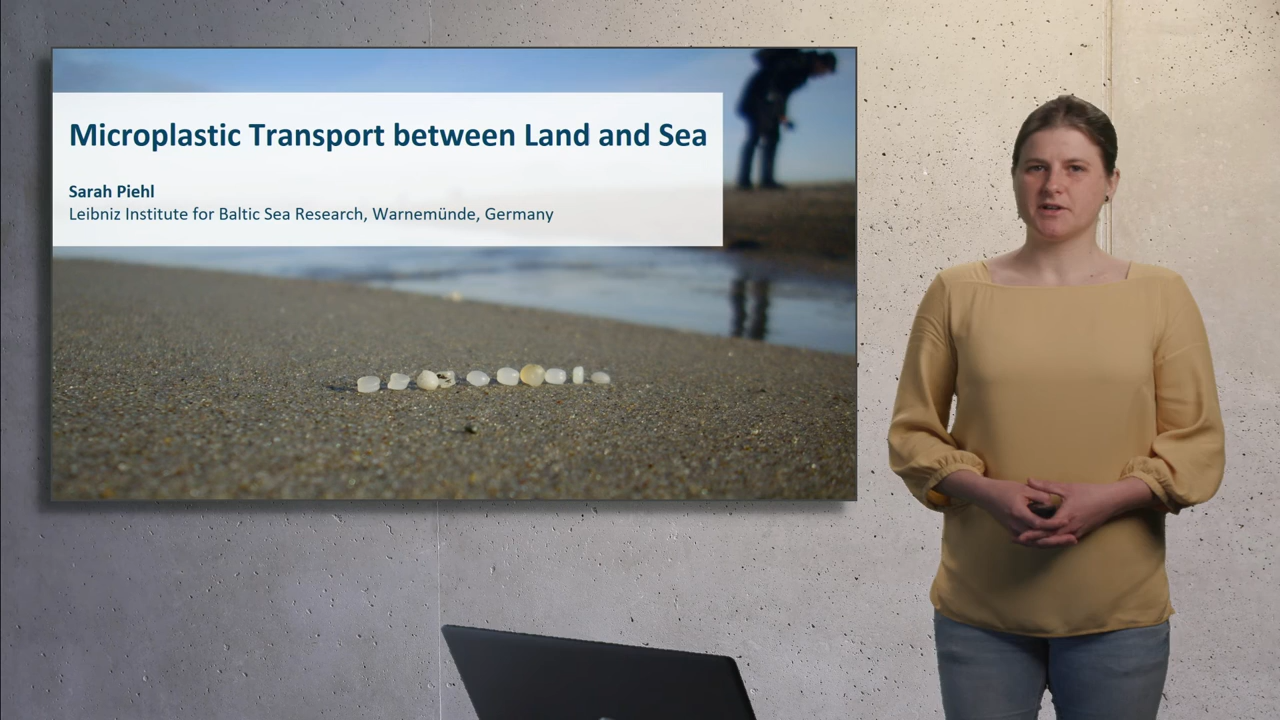 Microplastic Transport between Land and Sea
Sarah Piehl
Leibniz Institute for Baltic Sea Research, Warnemünde, Germany